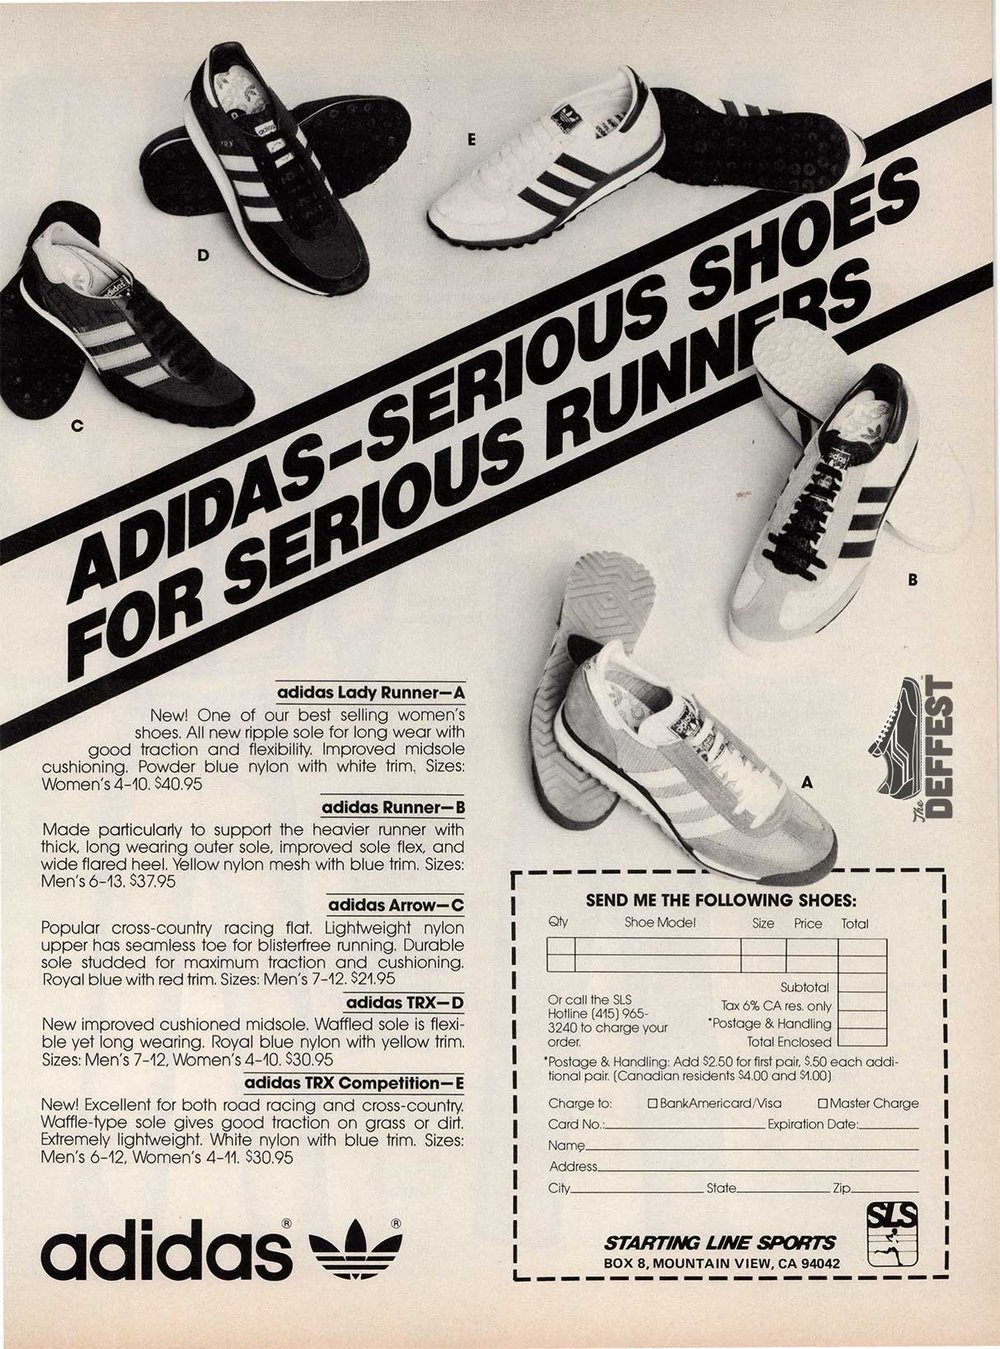 E
D
C
ADIDAS-SERIOUS SHOES
FOR SERIOUS RUNNERS
B
A
The DEFFEST
adidas Lady Runner—A
New! One of our best selling women's
shoes. All new ripple sole for long wear with
good traction and flexibility. Improved midsole
cushioning. Powder blue nylon with white trim. Sizes:
Women's 4-10. $40.95
adidas Runner—B
Made particularly to support the heavier runner with
thick, long wearing outer sole, improved sole flex, and
wide flared heel. Yellow nylon mesh with blue trim. Sizes:
Men's 6-13. $37.95
adidas Arrow—C
Popular cross-country racing flat. Lightweight nylon
upper has seamless toe for blisterfree running. Durable
sole studded for maximum traction and cushioning.
Royal blue with red trim. Sizes: Men's 7-12. $21.95
adidas TRX—D
New improved cushioned midsole. Waffled sole is flexi-
ble yet long wearing. Royal blue nylon with yellow trim.
Sizes: Men's 7-12, Women's 4-10. $30.95
adidas TRX Competition—E
New! Excellent for both road racing and cross-country.
Waffle-type sole gives good traction on grass or dirt.
Extremely lightweight. White nylon with blue trim. Sizes:
Men's 6-12, Women's 4-11. $30.95
adidas® ®
SEND ME THE FOLLOWING SHOES:
Qty Shoe Model Size Price Total
Subtotal
Tax 6% CA res. only
*Postage & Handling
Total Enclosed
Or call the SLS
Hotline (415) 965-
3240 to charge your
order.
*Postage & Handling: Add $2.50 for first pair, $.50 each addi-
tional pair. (Canadian residents $4.00 and $1.00)
Charge to: BankAmericard/Visa Master Charge
Card No.: Expiration Date:
Name
Address
City State Zip
SLS
STARTING LINE SPORTS
BOX 8, MOUNTAIN VIEW, CA 94042